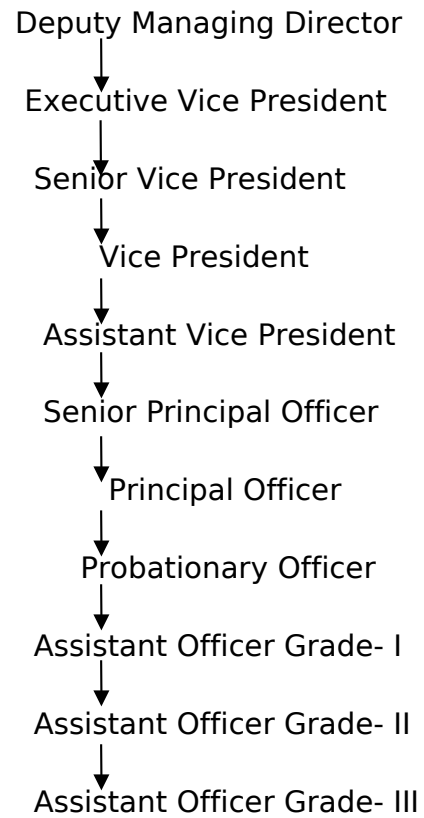 Deputy Managing Director
Executive Vice President
Senior Vice President
Vice President
Assistant Vice President
Senior Principal Officer
Principal Officer
Probationary Officer
Assistant Officer Grade- I
Assistant Officer Grade- II
Assistant Officer Grade- III